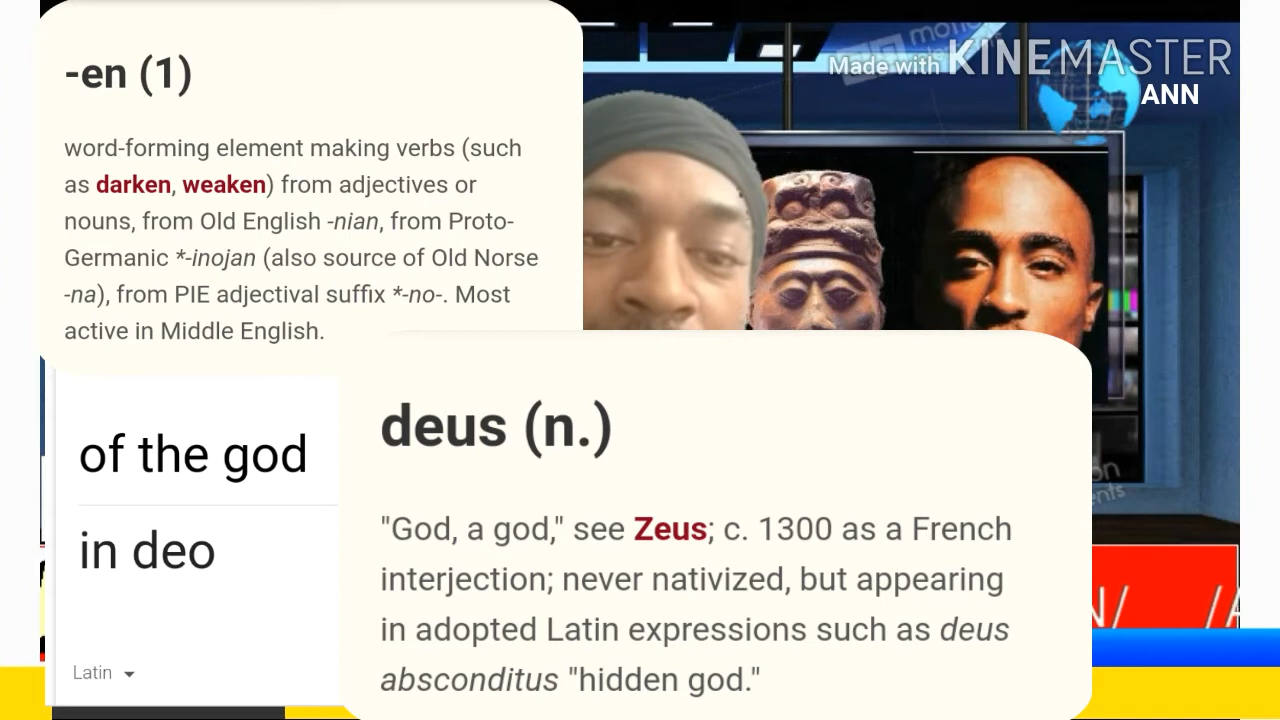 -en (1)
word-forming element making verbs (such
as darken, weaken) from adjectives or
nouns, from Old English -nian, from Proto-
Germanic *-inojan (also source of Old Norse
-na), from PIE adjectival suffix *-no-. Most
active in Middle English.
Made with KINEMASTER
ANN
of the god
in deo
Latin
deus (n.)
"God, a god," see Zeus; c. 1300 as a French
interjection; never nativized, but appearing
in adopted Latin expressions such as deus
absconditus "hidden god."